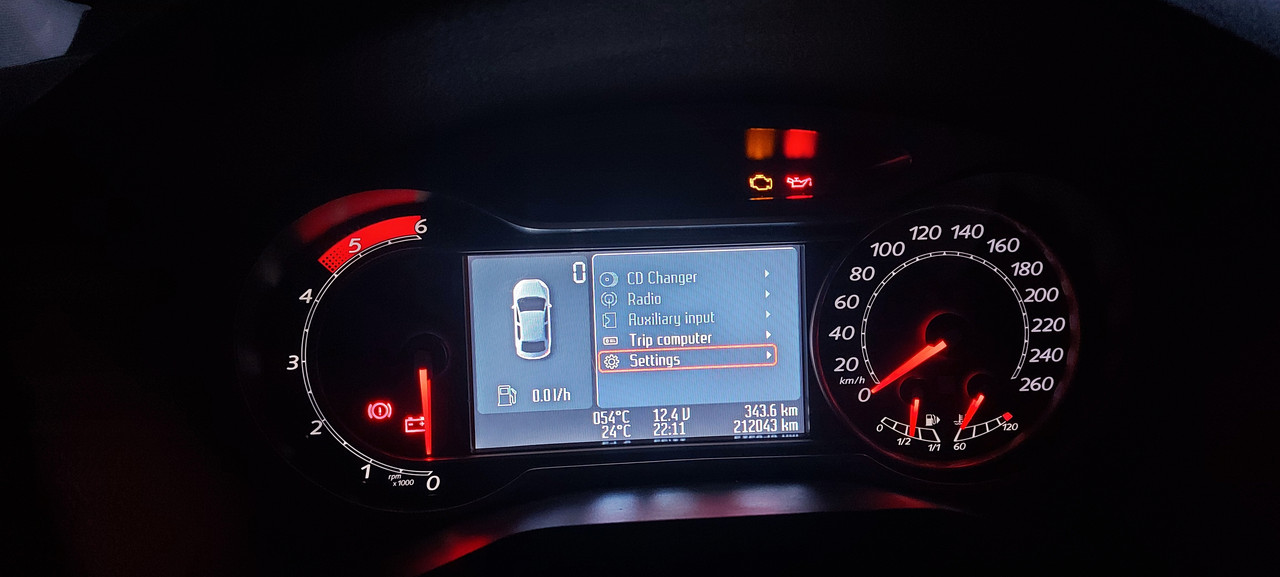 6
5
4
3
2
1
rpm
x1000
0
0
CD Changer
Radio
Auxiliary input
Trip computer
Settings
0.0 l/h
054°C 12.4 V 343.6 km
24°C 22:11 212043 km
0
20
40
60
80
100
120
140
160
180
200
220
240
260
km/h
0
1/2
1/1
60
120